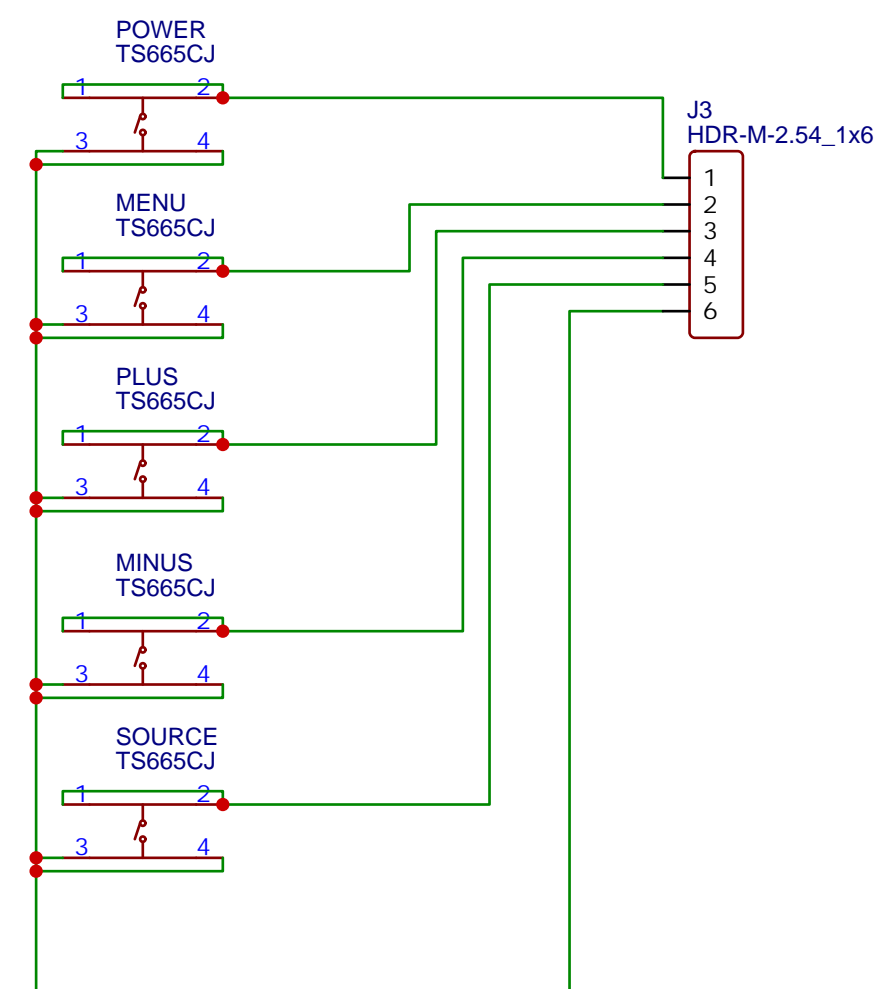 POWER
TS665CJ
1 2
3 4
MENU
TS665CJ
1 2
3 4
PLUS
TS665CJ
1 2
3 4
MINUS
TS665CJ
1 2
3 4
SOURCE
TS665CJ
1 2
3 4
J3
HDR-M-2.54_1x6
1
2
3
4
5
6